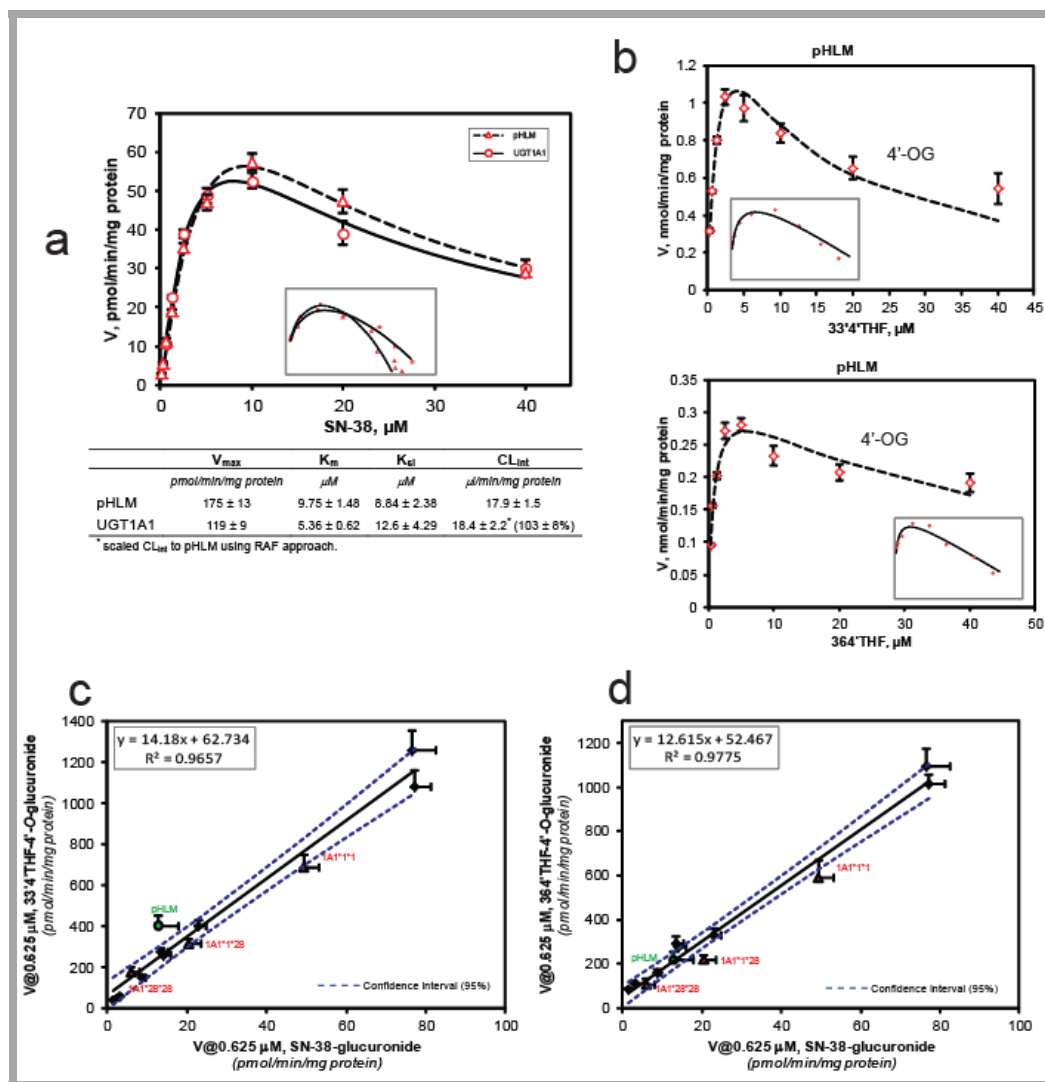 a
70
60
50
40
30
20
10
0
V, pmol/min/mg protein
pHLM
UGT1A1
0 10 20 30 40
SN-38, µM
Vmax Km Ksi CLint
pmol/min/mg protein µM µM µl/min/mg protein
pHLM 175 ± 13 9.75 ± 1.48 8.84 ± 2.38 17.9 ± 1.5
UGT1A1 119 ± 9 5.36 ± 0.62 12.6 ± 4.29 18.4 ± 2.2* (103 ± 8%)
* scaled CLint to pHLM using RAF approach.
b
pHLM
1.2
1
0.8
0.6
0.4
0.2
0
V, nmol/min/mg protein
4'-OG
0 5 10 15 20 25 30 35 40 45
33'4'THF, µM
pHLM
0.35
0.3
0.25
0.2
0.15
0.1
0.05
0
V, nmol/min/mg protein
4'-OG
0 10 20 30 40 50
364'THF, µM
c
1400
1200
1000
800
600
400
200
0
V@0.625 µM, 33'4'THF-4'-O-glucuronide
(pmol/min/mg protein)
y = 14.18x + 62.734
R² = 0.9657
1A1*1*1
pHLM
1A1*1*28
1A1*28*28
Confidence Interval (95%)
0 20 40 60 80 100
V@0.625 µM, SN-38-glucuronide
(pmol/min/mg protein)
d
1200
1000
800
600
400
200
0
V@0.625 µM, 364'THF-4'-O-glucuronide
(pmol/min/mg protein)
y = 12.615x + 52.467
R² = 0.9775
1A1*1*1
pHLM
1A1*1*28
1A1*28*28
Confidence Interval (95%)
0 20 40 60 80 100
V@0.625 µM, SN-38-glucuronide
(pmol/min/mg protein)